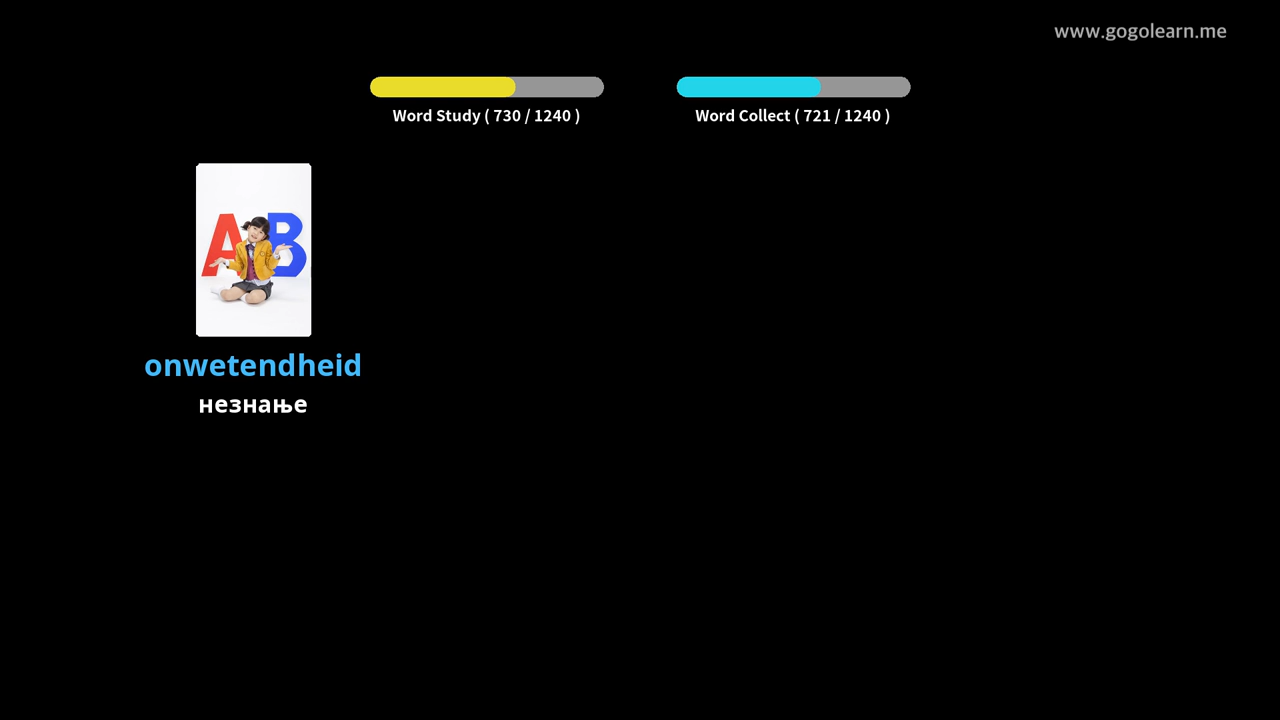 www.gogolearn.me
Word Study ( 730 / 1240 )
Word Collect ( 721 / 1240 )
A B
onwetendheid
незнање